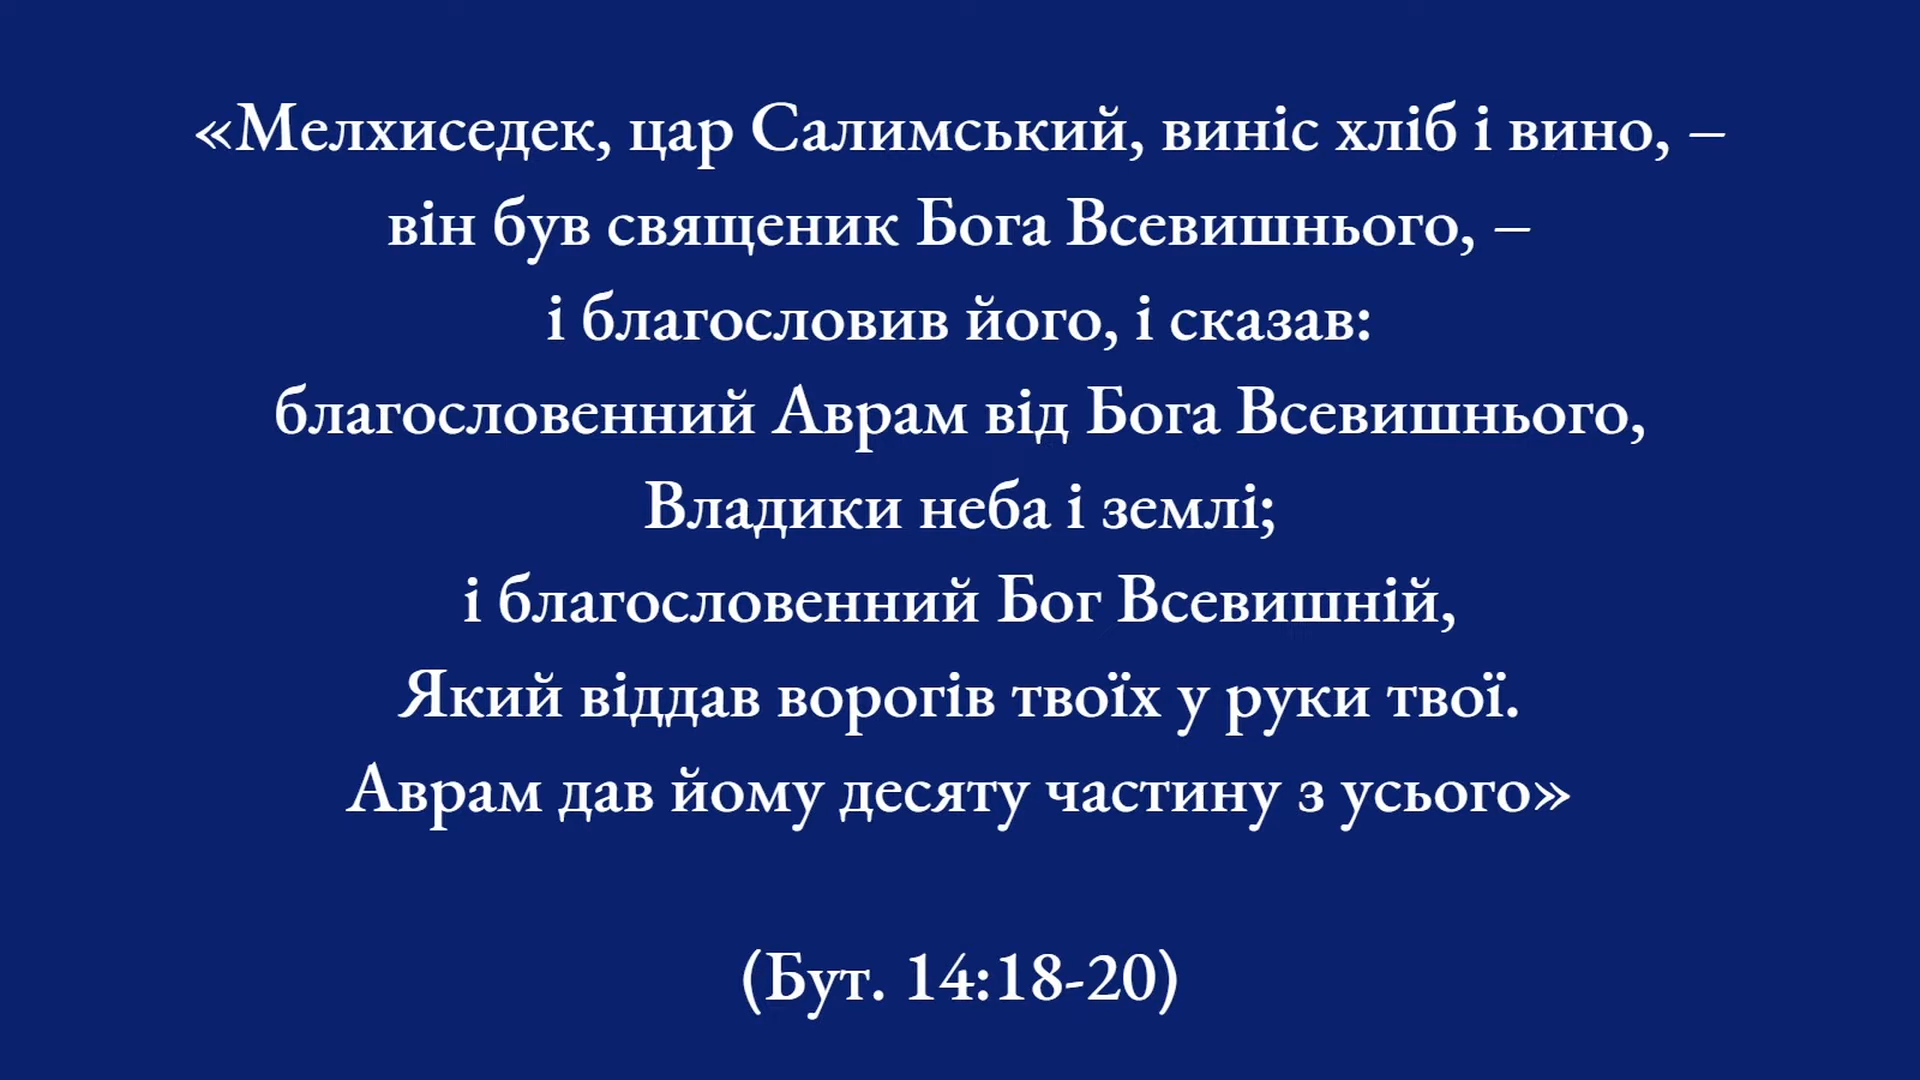 «Мелхиседек, цар Салимський, виніс хліб і вино, –
він був священик Бога Всевишнього, –
і благословив його, і сказав:
благословенний Аврам від Бога Всевишнього,
Владики неба і землі;
і благословенний Бог Всевишній,
Який віддав ворогів твоїх у руки твої.
Аврам дав йому десяту частину з усього»
(Бут. 14:18-20)